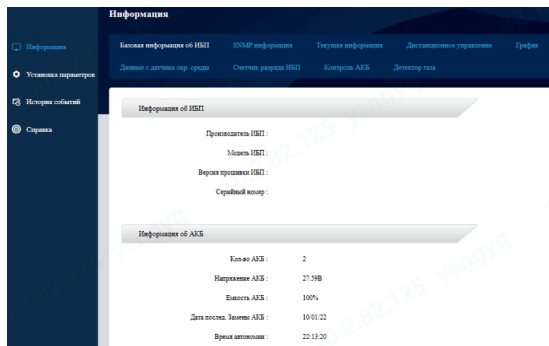 Информация
Информация
Установка параметров
История событий
Справка
Базовая информация об ИБП
SNMP информация
Текущая информация
Дистанционное управление
График
Данные с датчика окр. среды
Счетчик разряда ИБП
Контроль АКБ
Детектор газа
Информация об ИБП
Производитель ИБП :
Модель ИБП :
Версия прошивки ИБП :
Серийный номер :
Информация об АКБ
Кол-во АКБ : 2
Напряжение АКБ : 27.59В
Емкость АКБ : 100%
Дата послед. Замены АКБ : 10/01/22
Время автономии : 22:13:20